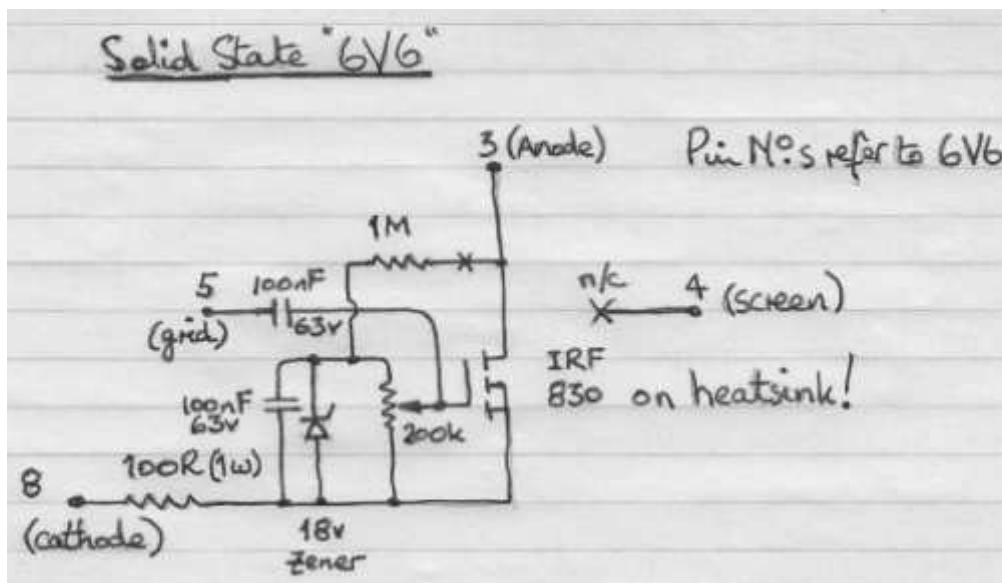 Solid State "6V6"
3 (Anode)
Pin No.s refer to 6V6
1M
5
100nF
n/c
4 (screen)
(grid)
63v
IRF
830 on heatsink!
100nF
63v
200k
100R (1w)
8
(cathode)
18v
Zener